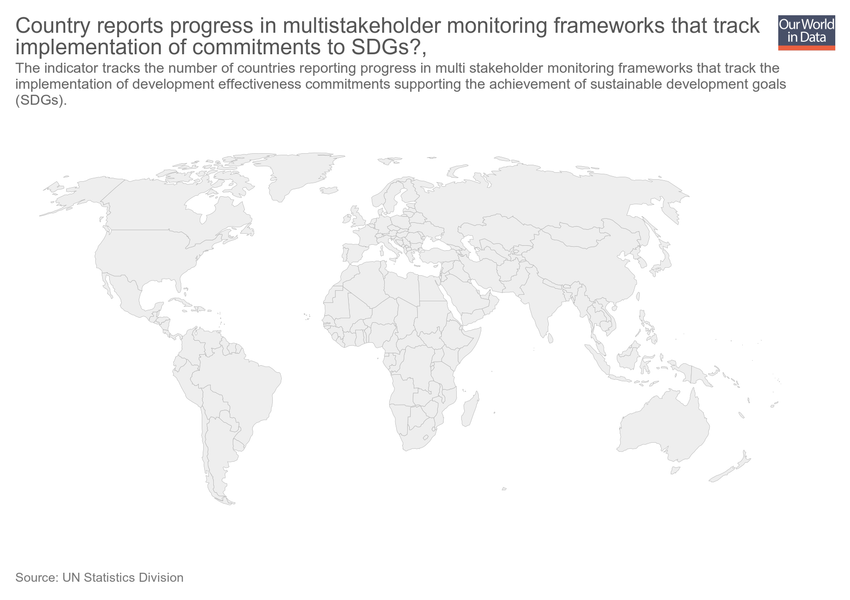 Country reports progress in multistakeholder monitoring frameworks that track
implementation of commitments to SDGs?,
Our World
in Data
The indicator tracks the number of countries reporting progress in multi stakeholder monitoring frameworks that track the
implementation of development effectiveness commitments supporting the achievement of sustainable development goals
(SDGs).
Source: UN Statistics Division